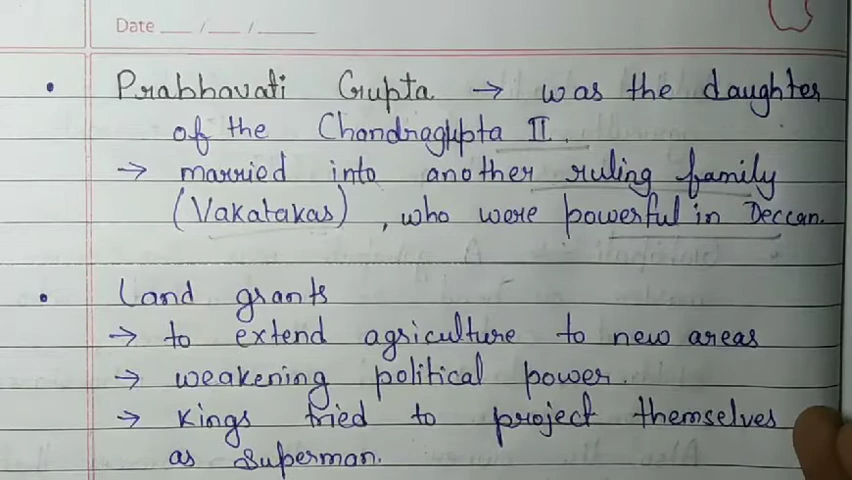 Date ___/___/_____
• Prabhavati Gupta → was the daughter
of the Chandragupta II.
→ married into another ruling family
(Vakatakas), who were powerful in Deccan.
• Land grants
→ to extend agriculture to new areas
→ weakening political power.
→ Kings tried to project themselves
as superman.